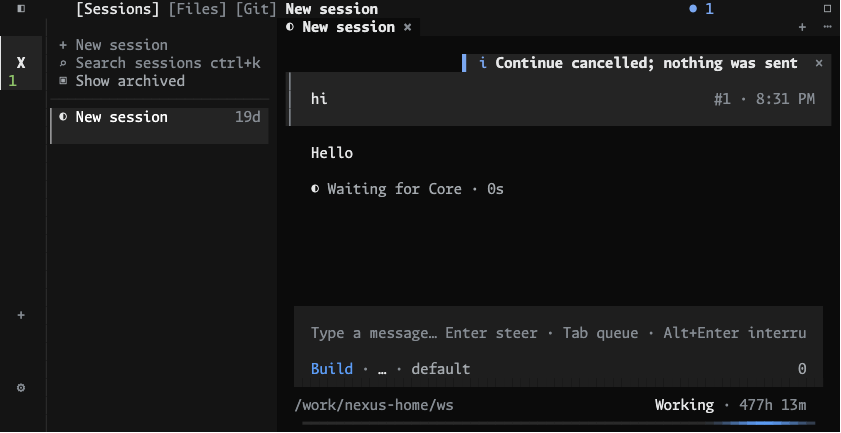 [Sessions] [Files] [Git] New session ● 1
◐ New session × + ⋯
+ New session
X ⌕ Search sessions ctrl+k i Continue cancelled; nothing was sent ×
1 ▣ Show archived
hi #1 · 8:31 PM
◐ New session 19d
Hello
◐ Waiting for Core · 0s
+
Type a message… Enter steer · Tab queue · Alt+Enter interru
Build · … · default 0
⚙
/work/nexus-home/ws Working · 477h 13m